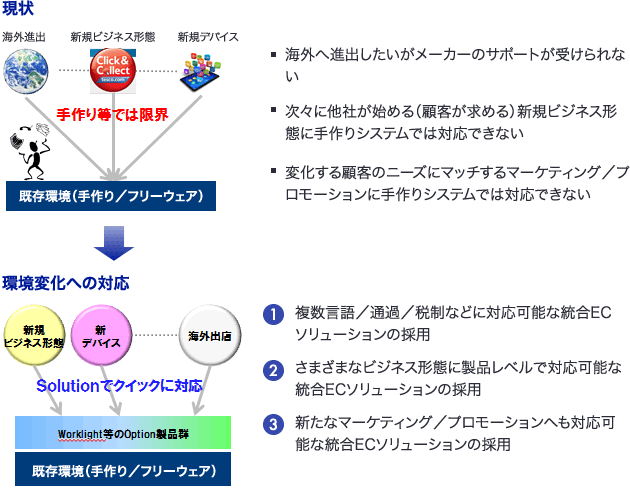 現状
海外進出
新規ビジネス形態
新規デバイス
Click&
Collect
tesco.com
手作り等では限界
既存環境（手作り／フリーウェア）
海外へ進出したいがメーカーのサポートが受けられな
い
次々に他社が始める（顧客が求める）新規ビジネス形
態に手作りシステムでは対応できない
変化する顧客のニーズにマッチするマーケティング／プ
ロモーションに手作りシステムでは対応できない
環境変化への対応
新規
ビジネス形態
新
デバイス
海外出店
Solutionでクイックに対応
Worklight等のOption製品群
既存環境（手作り／フリーウェア）
1 複数言語／通過／税制などに対応可能な統合EC
ソリューションの採用
2 さまざまなビジネス形態に製品レベルで対応可能な
統合ECソリューションの採用
3 新たなマーケティング／プロモーションへも対応可
能な統合ECソリューションの採用